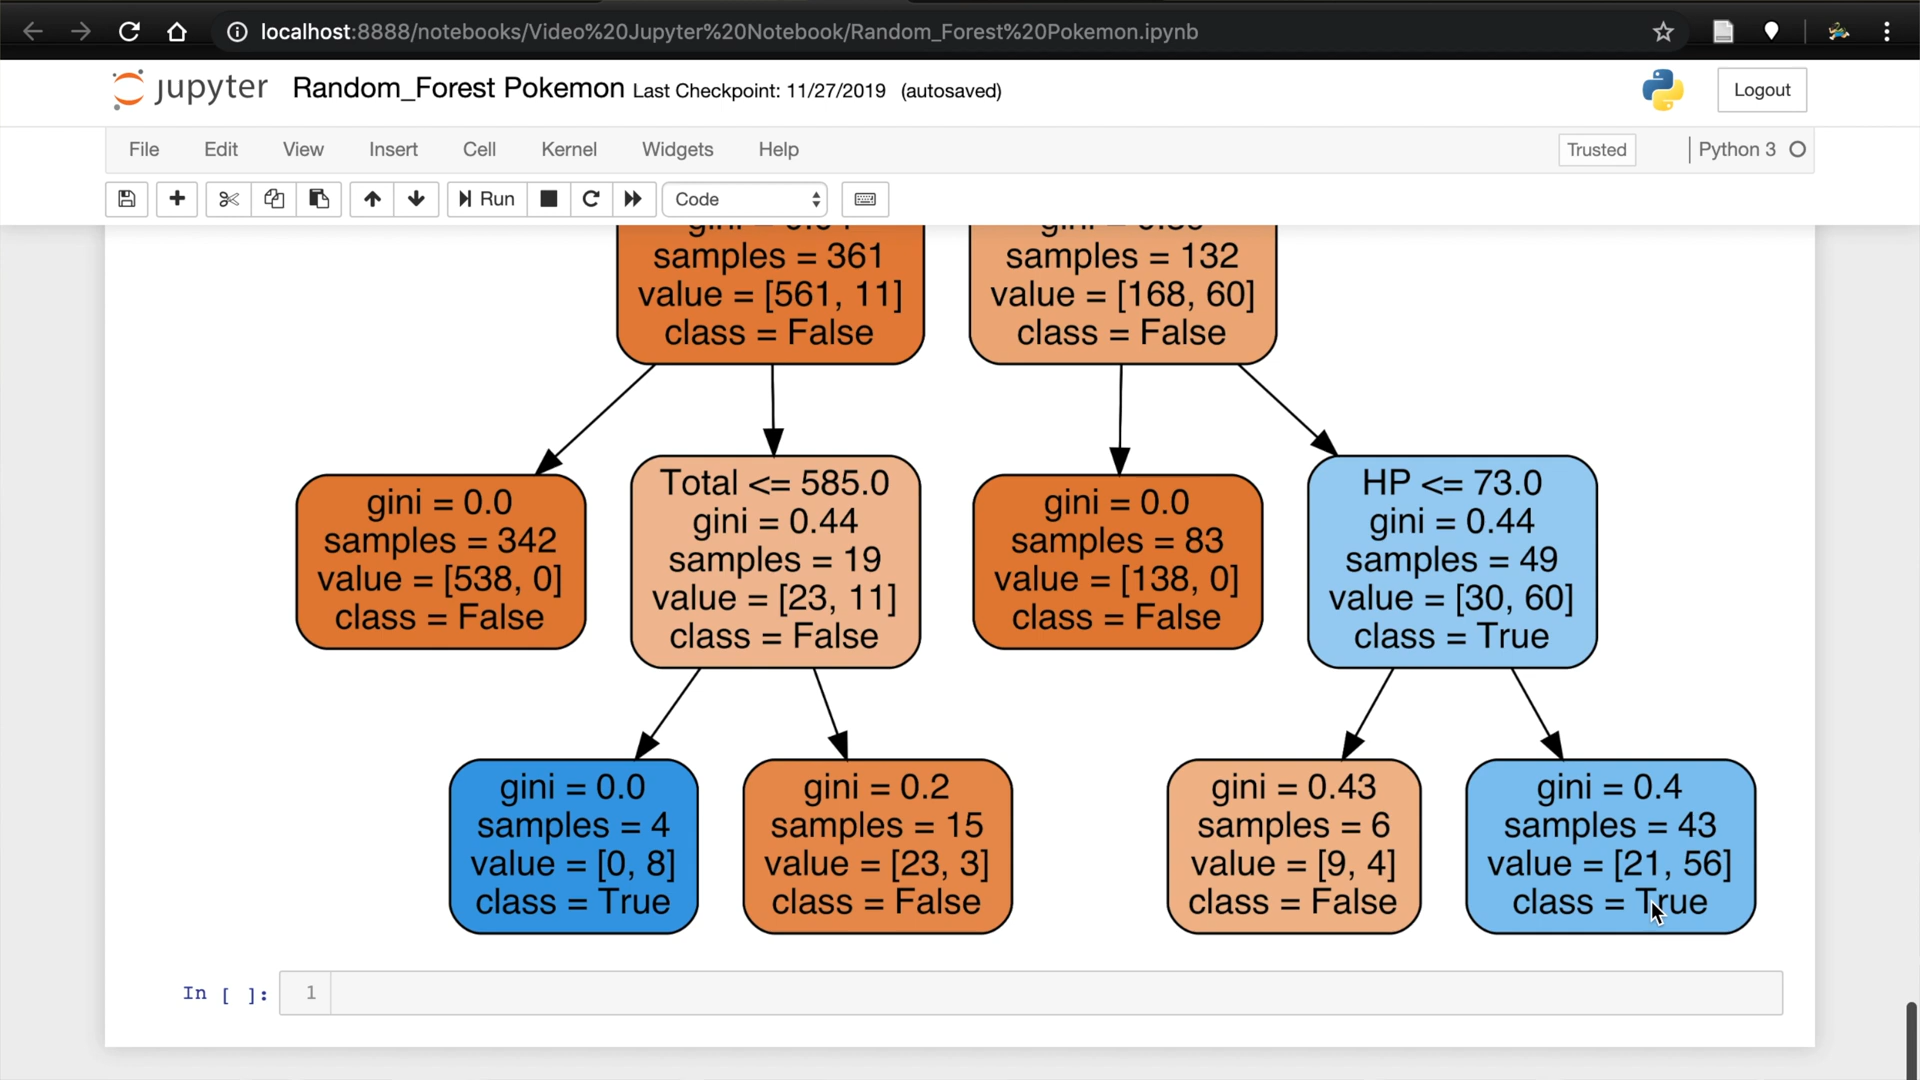 localhost:8888/notebooks/Video%20Jupyter%20Notebook/Random_Forest%20Pokemon.ipynb
jupyter Random_Forest Pokemon Last Checkpoint: 11/27/2019 (autosaved)
Logout
File Edit View Insert Cell Kernel Widgets Help
Trusted
Python 3
Run
Code
samples = 361
value = [561, 11]
class = False
samples = 132
value = [168, 60]
class = False
gini = 0.0
samples = 342
value = [538, 0]
class = False
Total <= 585.0
gini = 0.44
samples = 19
value = [23, 11]
class = False
gini = 0.0
samples = 83
value = [138, 0]
class = False
HP <= 73.0
gini = 0.44
samples = 49
value = [30, 60]
class = True
gini = 0.0
samples = 4
value = [0, 8]
class = True
gini = 0.2
samples = 15
value = [23, 3]
class = False
gini = 0.43
samples = 6
value = [9, 4]
class = False
gini = 0.4
samples = 43
value = [21, 56]
class = True
In [ ]: 1